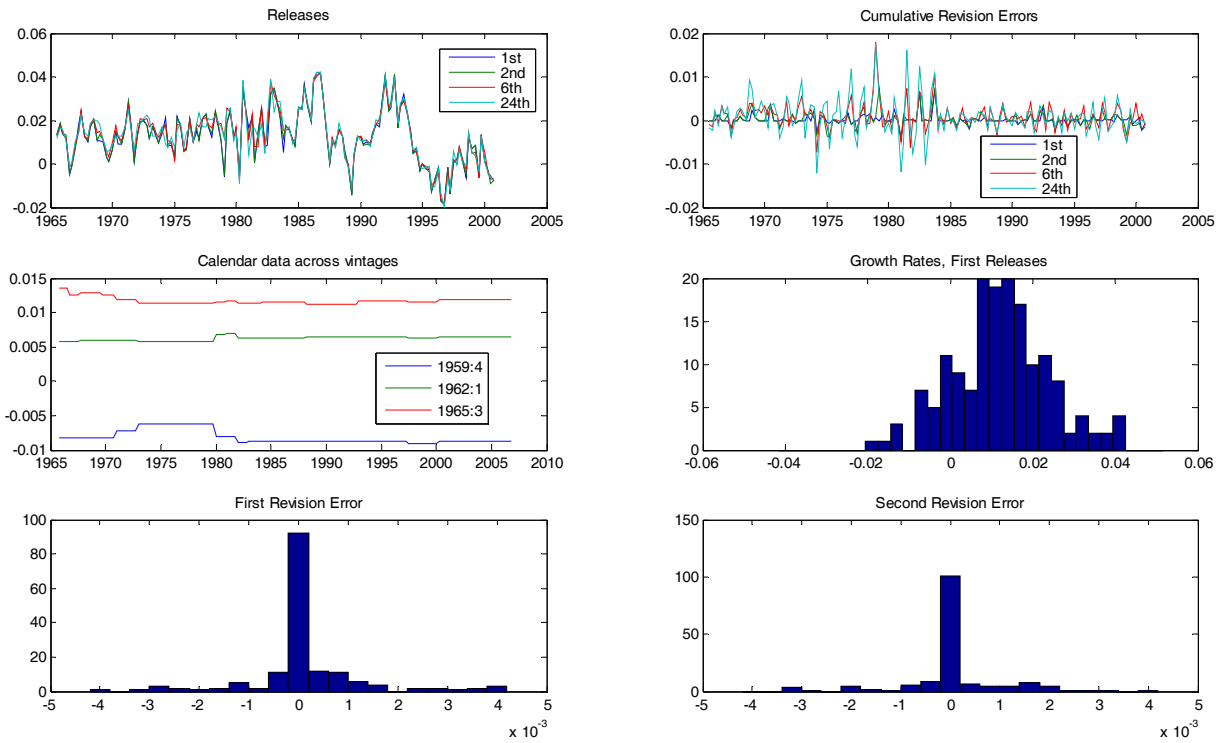 Releases
0.06
0.04
0.02
0
-0.02
1965 1970 1975 1980 1985 1990 1995 2000 2005
1st
2nd
6th
24th
Cumulative Revision Errors
0.02
0.01
0
-0.01
-0.02
1965 1970 1975 1980 1985 1990 1995 2000 2005
1st
2nd
6th
24th
Calendar data across vintages
0.015
0.01
0.005
0
-0.005
-0.01
1965 1970 1975 1980 1985 1990 1995 2000 2005 2010
1959:4
1962:1
1965:3
Growth Rates, First Releases
20
15
10
5
0
-0.06 -0.04 -0.02 0 0.02 0.04 0.06
First Revision Error
100
80
60
40
20
0
-5 -4 -3 -2 -1 0 1 2 3 4 5
x 10-3
Second Revision Error
150
100
50
0
-5 -4 -3 -2 -1 0 1 2 3 4 5
x 10-3